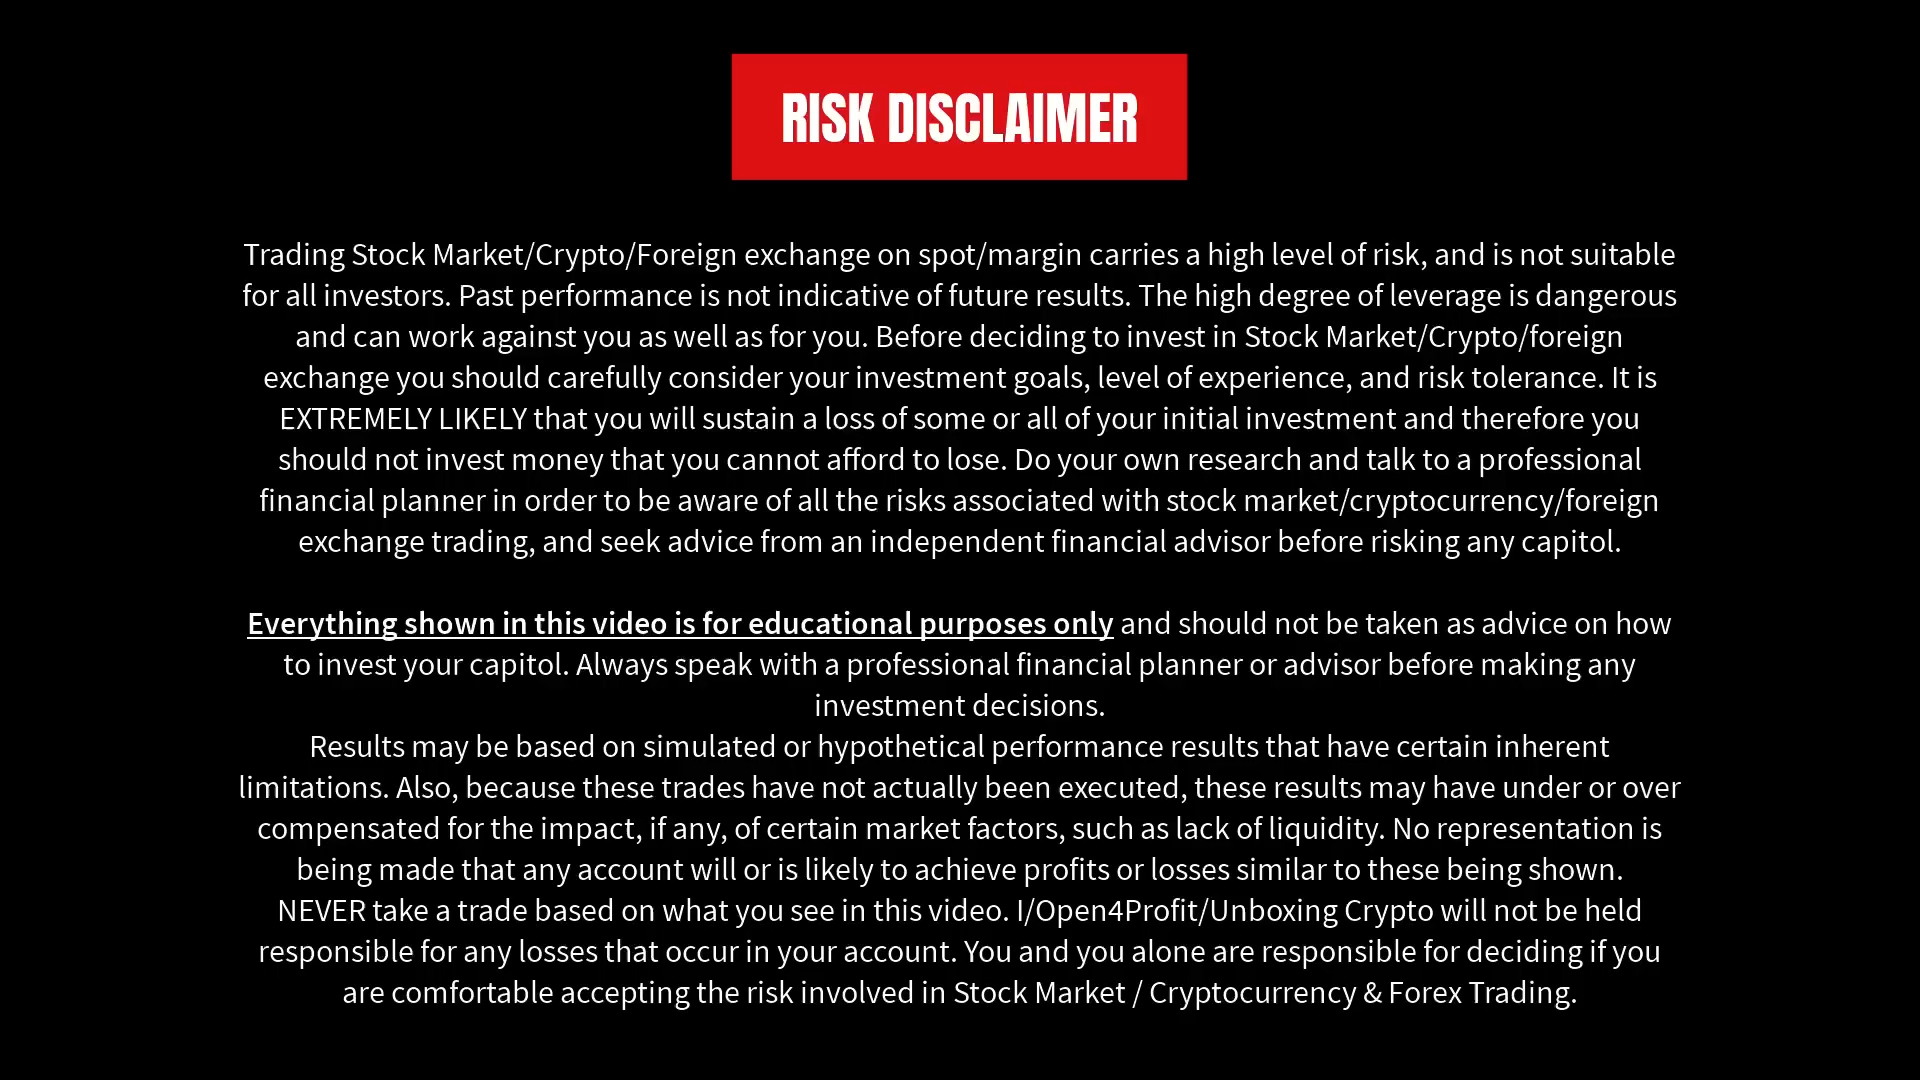 RISK DISCLAIMER
Trading Stock Market/Crypto/Foreign exchange on spot/margin carries a high level of risk, and is not suitable
for all investors. Past performance is not indicative of future results. The high degree of leverage is dangerous
and can work against you as well as for you. Before deciding to invest in Stock Market/Crypto/foreign
exchange you should carefully consider your investment goals, level of experience, and risk tolerance. It is
EXTREMELY LIKELY that you will sustain a loss of some or all of your initial investment and therefore you
should not invest money that you cannot afford to lose. Do your own research and talk to a professional
financial planner in order to be aware of all the risks associated with stock market/cryptocurrency/foreign
exchange trading, and seek advice from an independent financial advisor before risking any capitol.
Everything shown in this video is for educational purposes only and should not be taken as advice on how
to invest your capitol. Always speak with a professional financial planner or advisor before making any
investment decisions.
Results may be based on simulated or hypothetical performance results that have certain inherent
limitations. Also, because these trades have not actually been executed, these results may have under or over
compensated for the impact, if any, of certain market factors, such as lack of liquidity. No representation is
being made that any account will or is likely to achieve profits or losses similar to these being shown.
NEVER take a trade based on what you see in this video. I/Open4Profit/Unboxing Crypto will not be held
responsible for any losses that occur in your account. You and you alone are responsible for deciding if you
are comfortable accepting the risk involved in Stock Market / Cryptocurrency & Forex Trading.